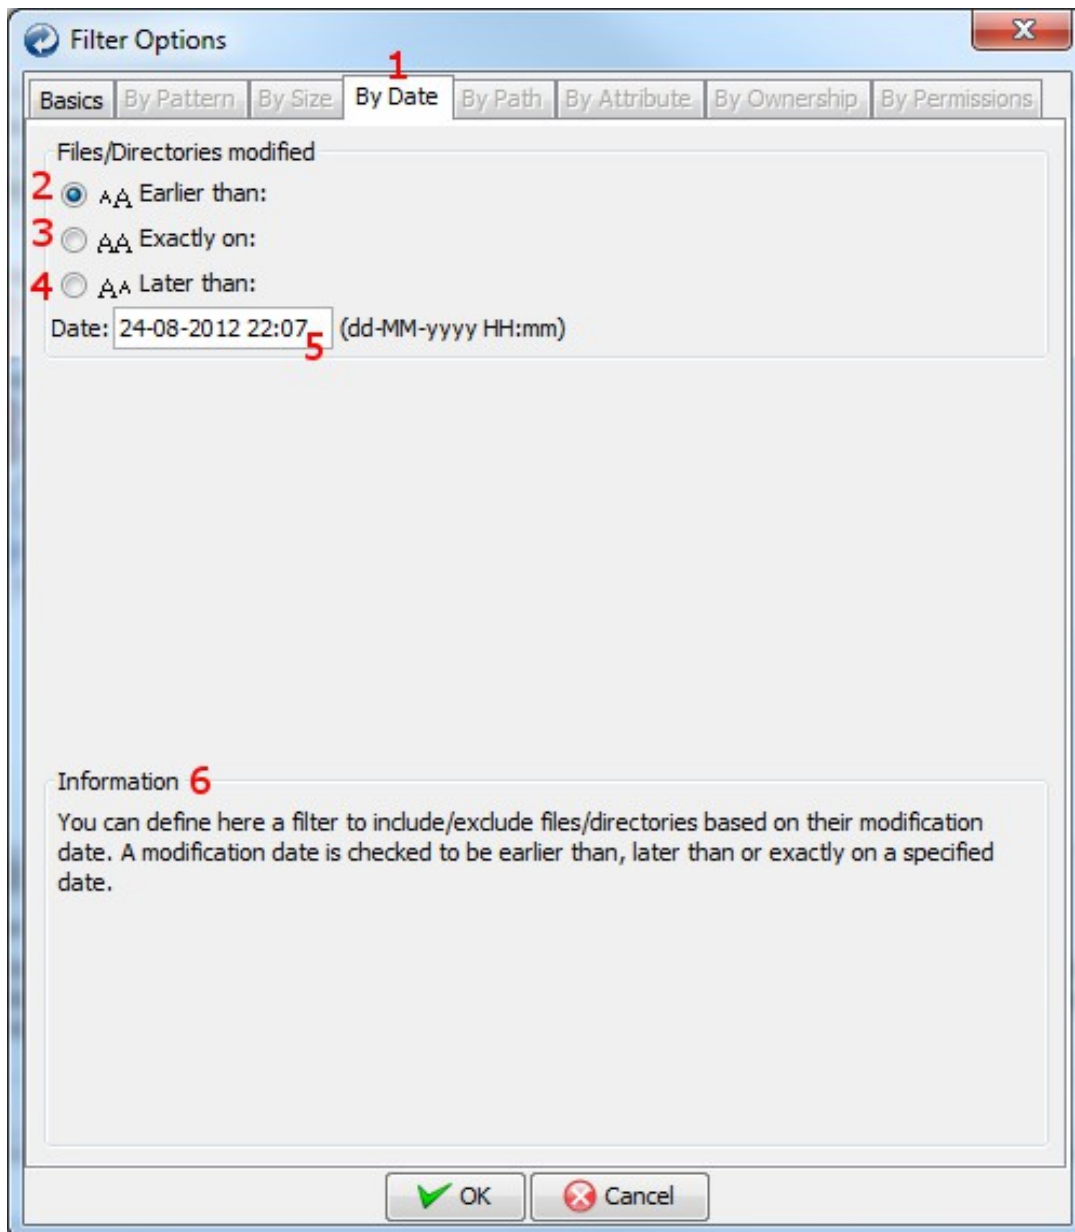 Filter Options
X
1
Basics By Pattern By Size By Date By Path By Attribute By Ownership By Permissions
Files/Directories modified
2 AA Earlier than:
3 AA Exactly on:
4 AA Later than:
Date: 24-08-2012 22:07 5 (dd-MM-yyyy HH:mm)
Information 6
You can define here a filter to include/exclude files/directories based on their modification
date. A modification date is checked to be earlier than, later than or exactly on a specified
date.
OK Cancel